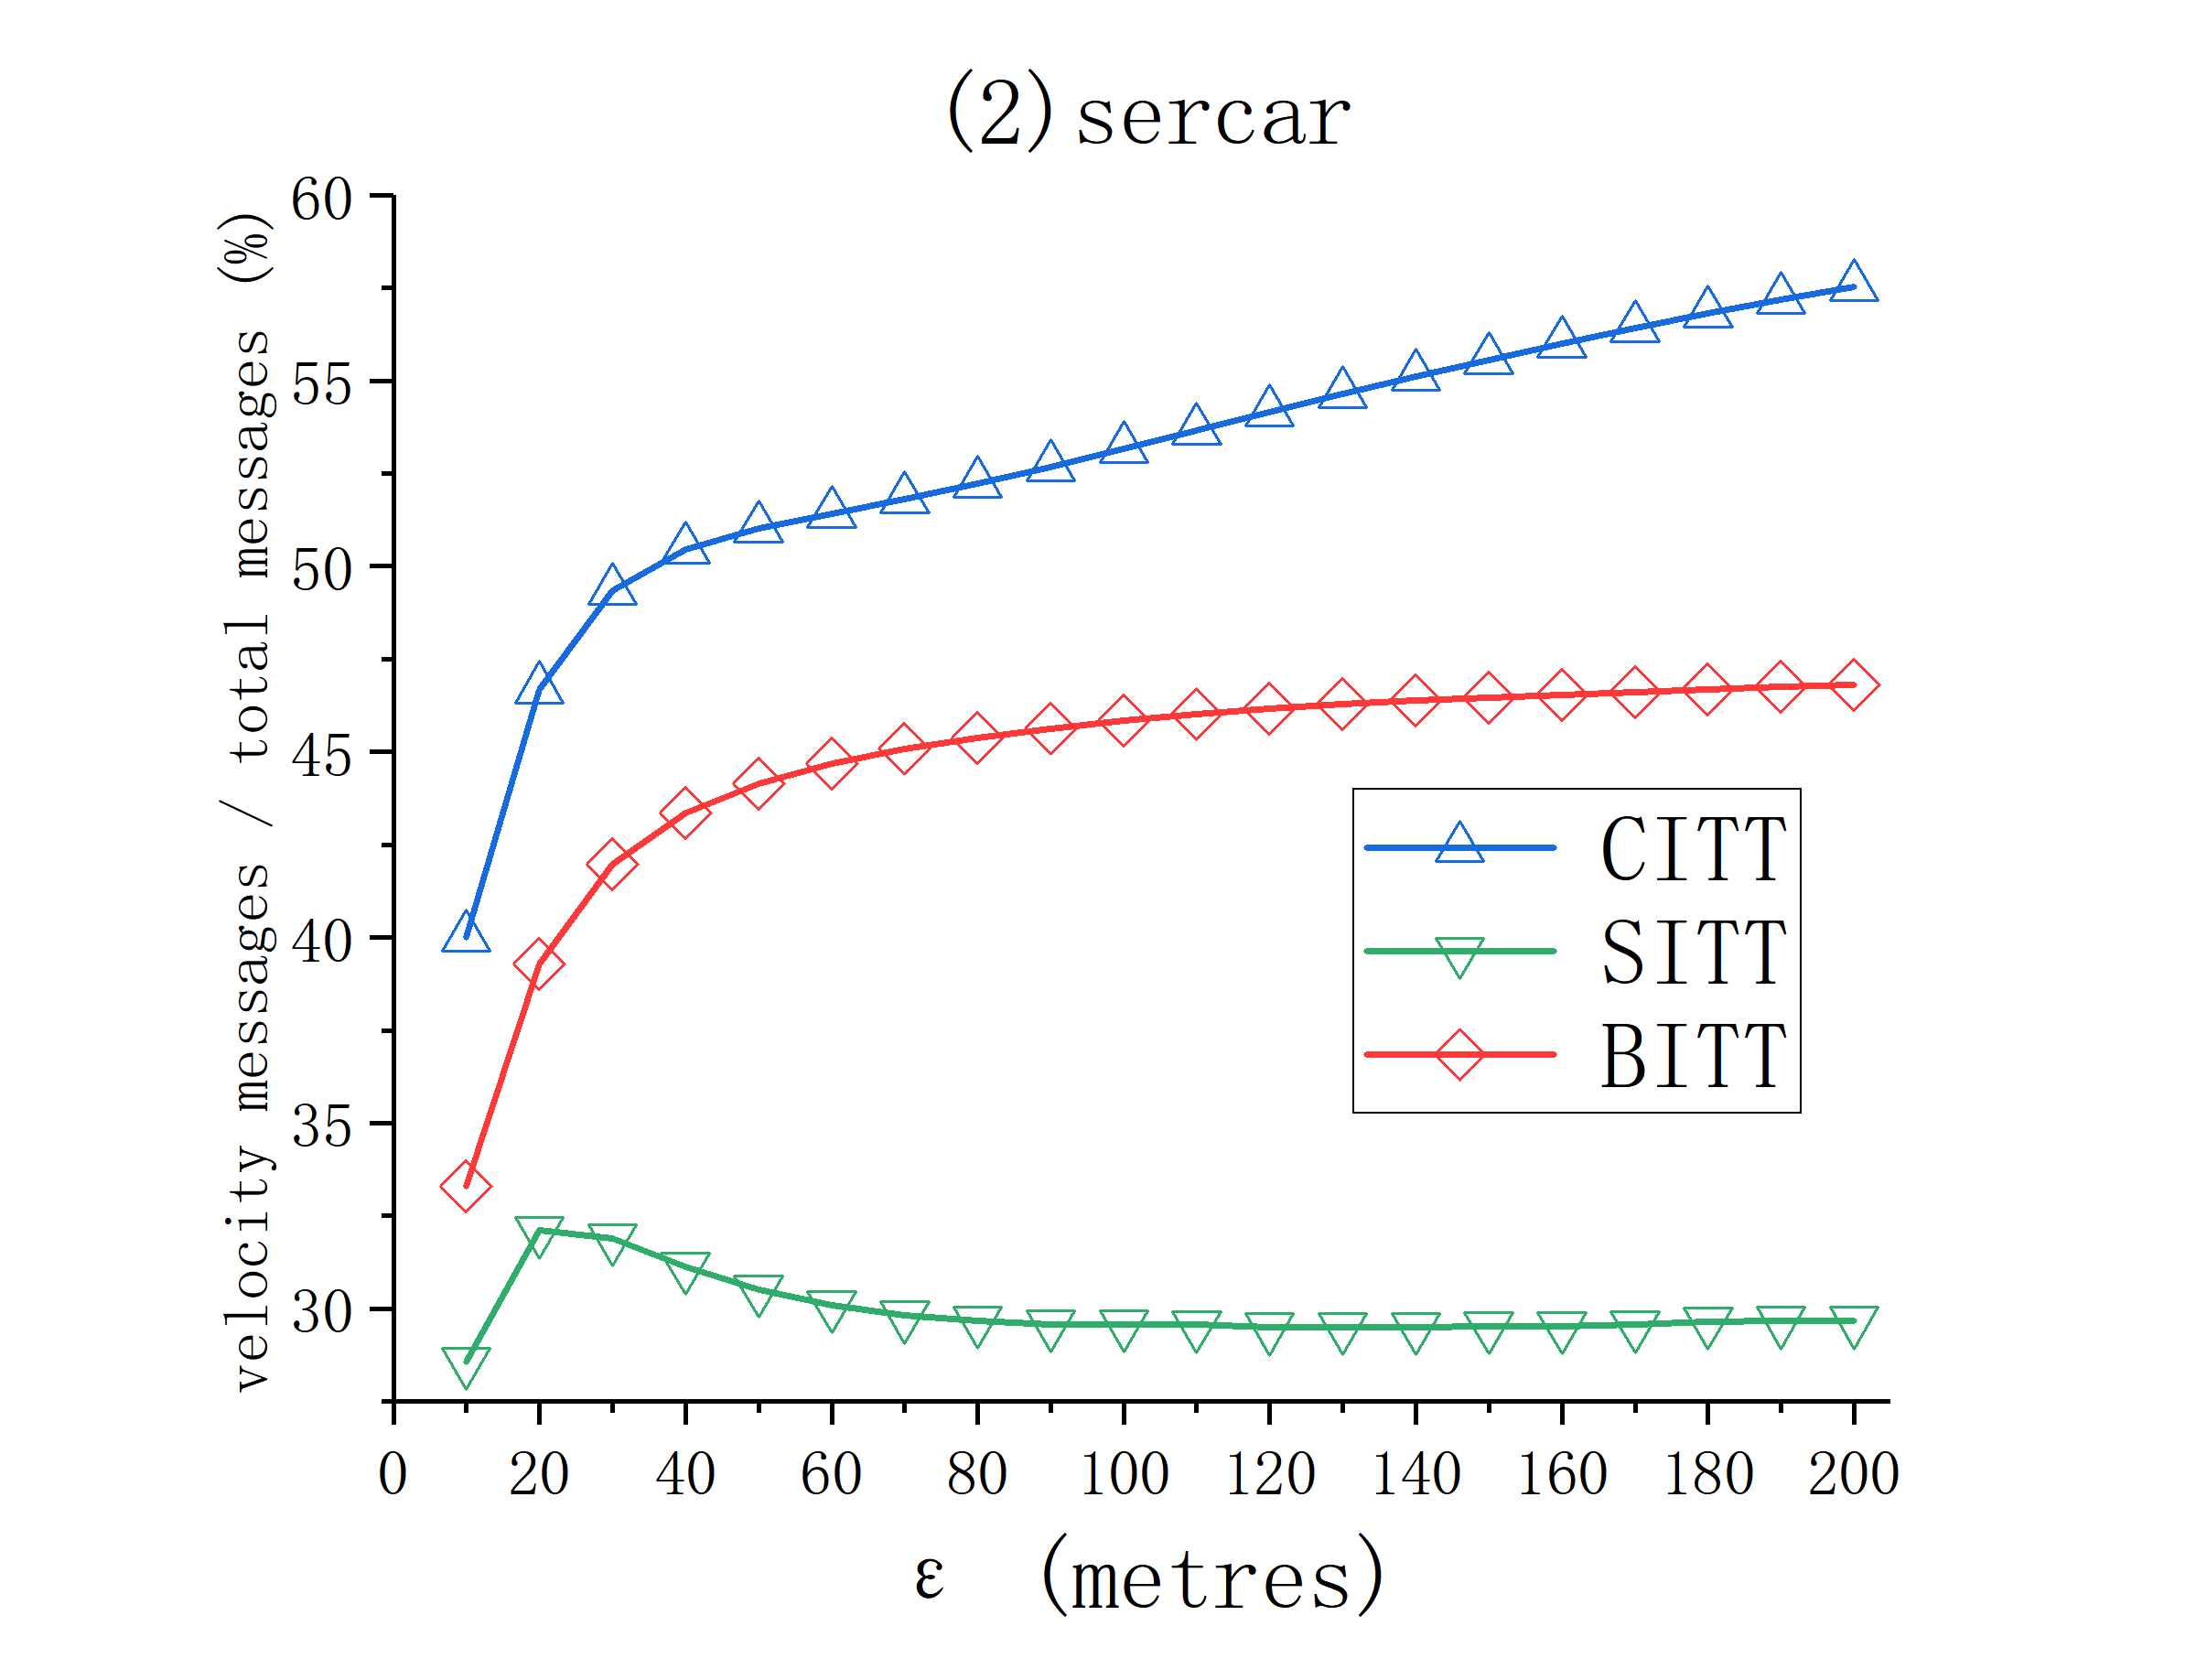 (2)sercar
velocity messages / total messages (%)
60
55
50
45
40
35
30
CITT
SITT
BITT
0 20 40 60 80 100 120 140 160 180 200
ε (metres)